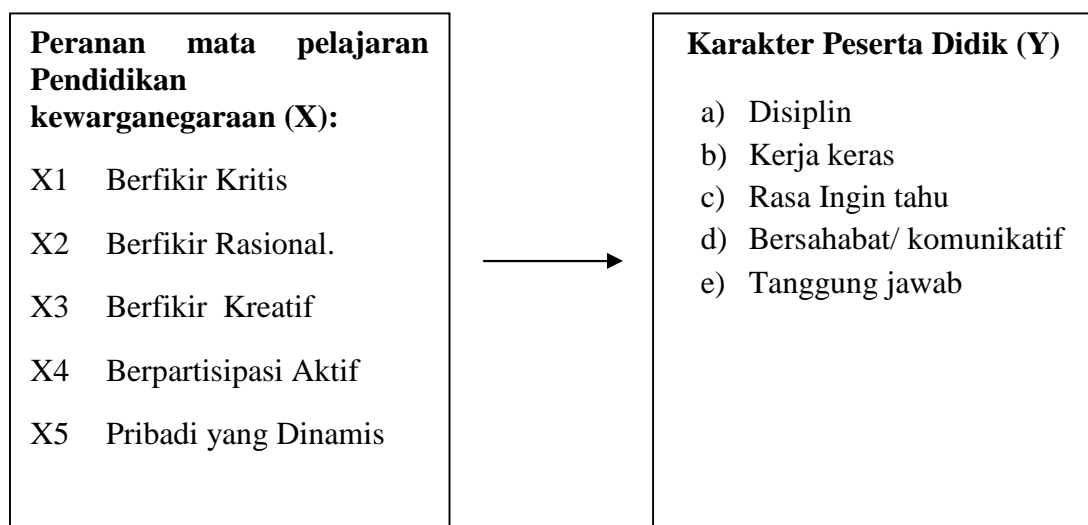 Peranan mata pelajaran
Pendidikan
kewarganegaraan (X):
X1 Berfikir Kritis
X2 Berfikir Rasional.
X3 Berfikir Kreatif
X4 Berpartisipasi Aktif
X5 Pribadi yang Dinamis
Karakter Peserta Didik (Y)
a) Disiplin
b) Kerja keras
c) Rasa Ingin tahu
d) Bersahabat/ komunikatif
e) Tanggung jawab